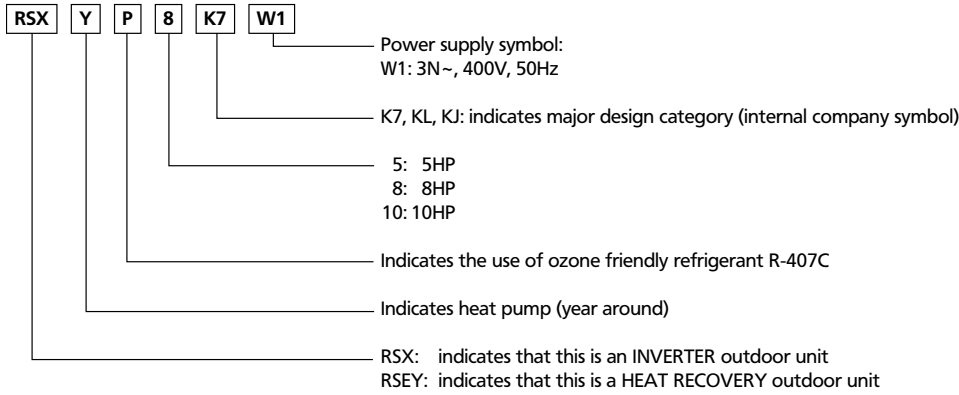 RSX Y P 8 K7 W1
Power supply symbol:
W1: 3N~, 400V, 50Hz
K7, KL, KJ: indicates major design category (internal company symbol)
5: 5HP
8: 8HP
10: 10HP
Indicates the use of ozone friendly refrigerant R-407C
Indicates heat pump (year around)
RSX: indicates that this is an INVERTER outdoor unit
RSEY: indicates that this is a HEAT RECOVERY outdoor unit